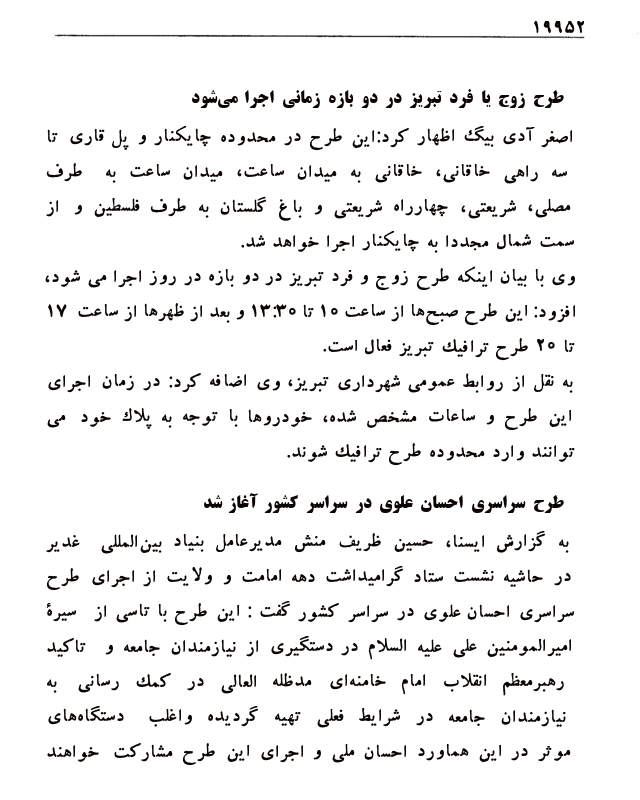 ۱۹۹۵۲
طرح زوج یا فرد تبریز در دو بازه زمانی اجرا می‌شود
اصغر آدی بیگ اظهار کرد:این طرح در محدوده چایکنار و پل قاری تا
سه راهی خاقانی، خاقانی به میدان ساعت، میدان ساعت به طرف
مصلی، شریعتی، چهارراه شریعتی و باغ گلستان به طرف فلسطین و از
سمت شمال مجددا به چایکنار اجرا خواهد شد.
وی با بیان اینکه طرح زوج و فرد تبریز در دو بازه در روز اجرا می شود،
افزود: این طرح صبح‌ها از ساعت ۱۰ تا ۱۳:۳۰ و بعد از ظهرها از ساعت ۱۷
تا ۲۰ طرح ترافیک تبریز فعال است.
به نقل از روابط عمومی شهرداری تبریز، وی اضافه کرد: در زمان اجرای
این طرح و ساعات مشخص شده، خودروها با توجه به پلاک خود می
توانند وارد محدوده طرح ترافیک شوند.
طرح سراسری احسان علوی در سراسر کشور آغاز شد
به گزارش ایسنا، حسین ظریف منش مدیرعامل بنیاد بین‌المللی غدیر
در حاشیه نشست ستاد گرامیداشت دهه امامت و ولایت از اجرای طرح
سراسری احسان علوی در سراسر کشور گفت : این طرح با تاسی از سیرهٔ
امیرالمومنین علی علیه السلام در دستگیری از نیازمندان جامعه و تاکید
رهبرمعظم انقلاب امام خامنه‌ای مدظله العالی در کمک رسانی به
نیازمندان جامعه در شرایط فعلی تهیه گردیده واغلب دستگاه‌های
موثر در این هماورد احسان ملی و اجرای این طرح مشارکت خواهند